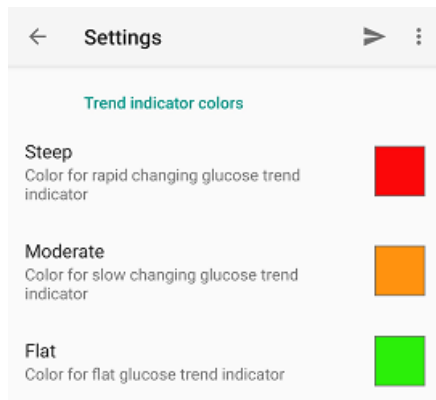 Settings
Trend indicator colors
Steep
Color for rapid changing glucose trend
indicator
Moderate
Color for slow changing glucose trend
indicator
Flat
Color for flat glucose trend indicator